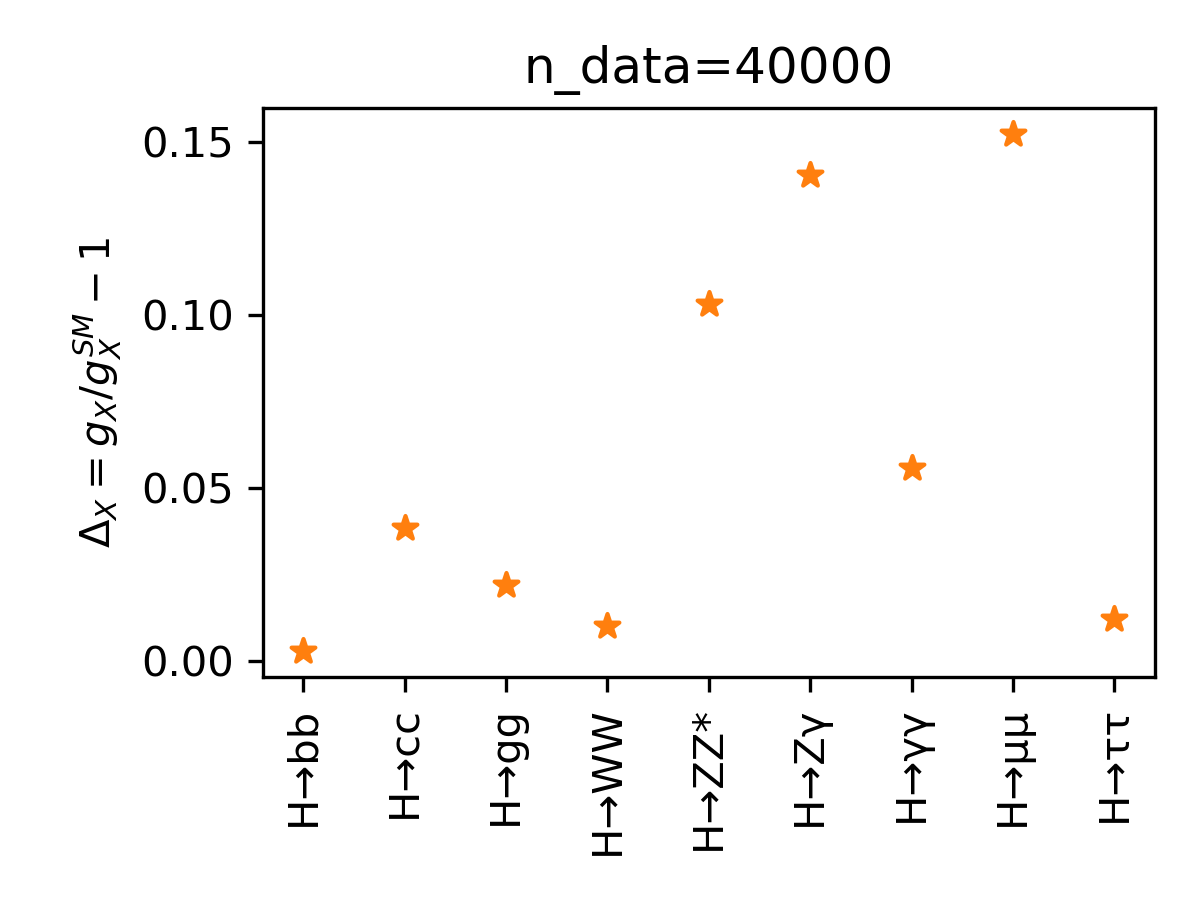 n_data=40000
Δ_X = g_X/g_X^{SM} − 1
0.15
0.10
0.05
0.00
H→bb
H→cc
H→gg
H→WW
H→ZZ*
H→Zγ
H→γγ
H→μμ
H→ττ